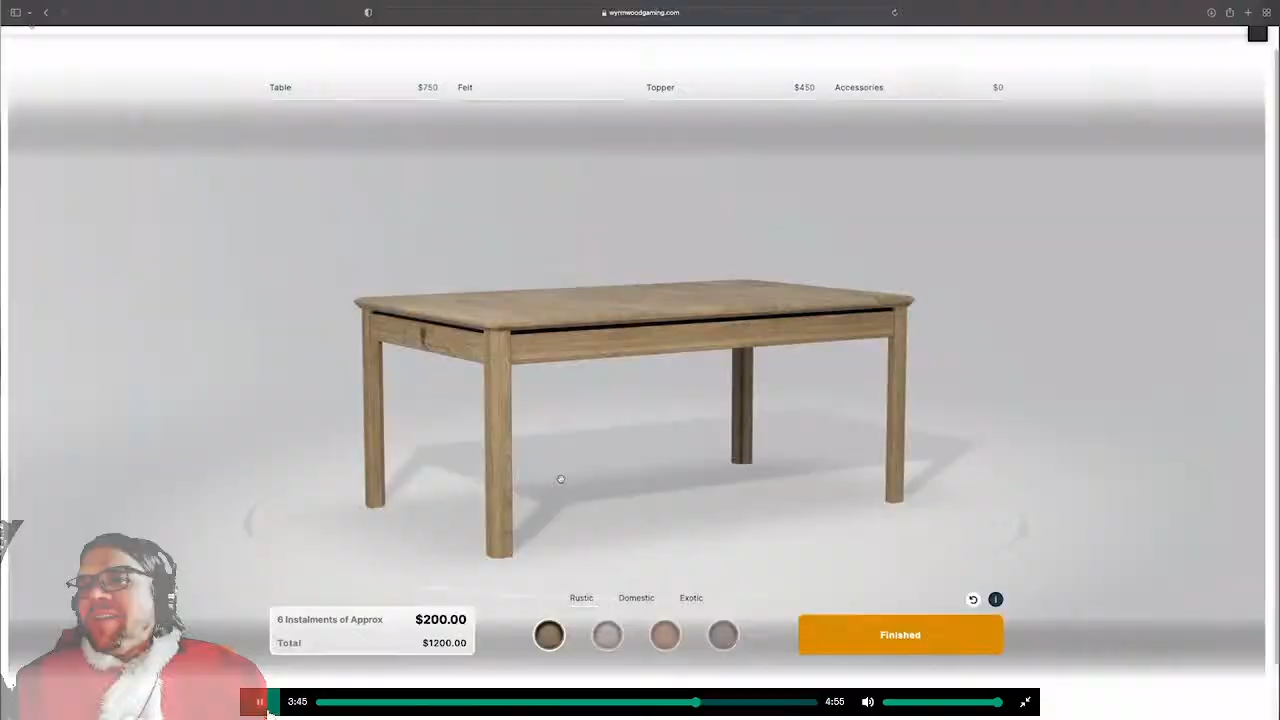 wyrmwoodgaming.com
Table $750 Felt Topper $450 Accessories $0
Rustic Domestic Exotic
6 Instalments of Approx $200.00
Total $1200.00
Finished
3:45 4:55